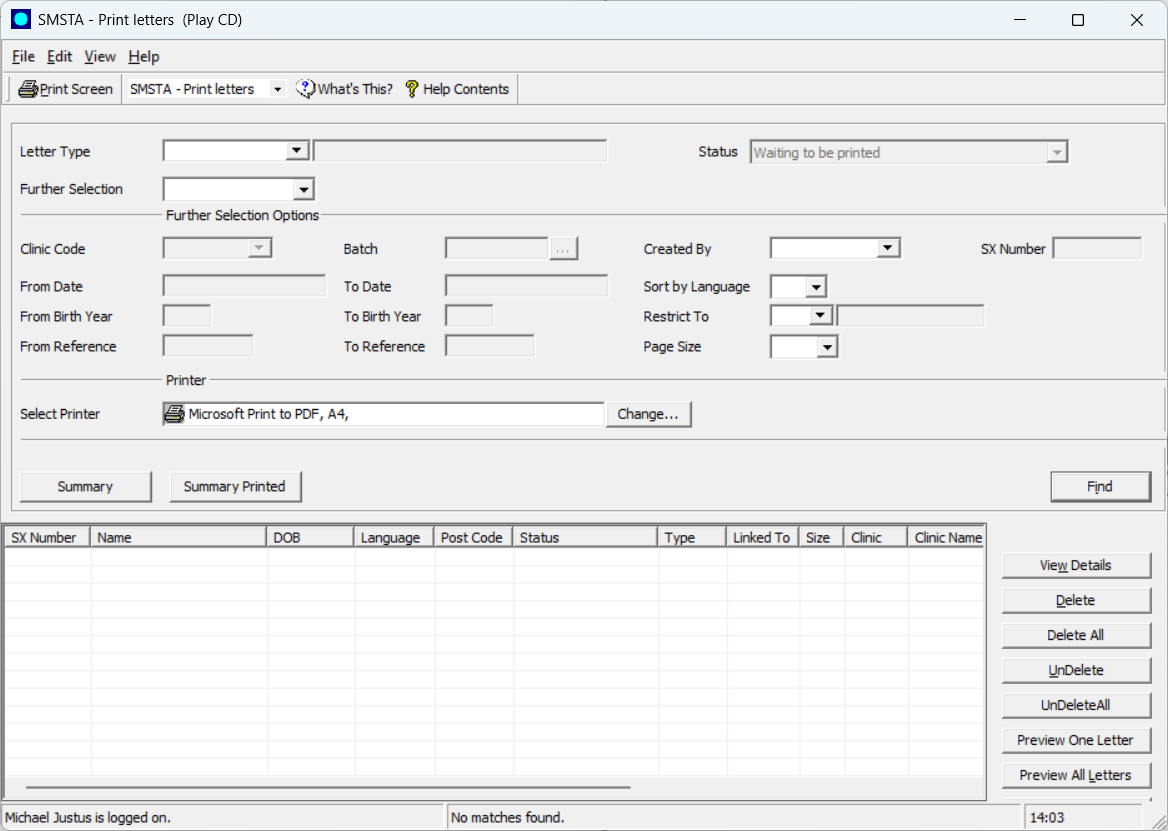 SMSTA - Print letters (Play CD)
File Edit View Help
Print Screen SMSTA - Print letters What's This? Help Contents
Letter Type Status Waiting to be printed
Further Selection
Further Selection Options
Clinic Code Batch ... Created By SX Number
From Date To Date Sort by Language
From Birth Year To Birth Year Restrict To
From Reference To Reference Page Size
Printer
Select Printer Microsoft Print to PDF, A4, Change...
Summary Summary Printed Find
SX Number Name DOB Language Post Code Status Type Linked To Size Clinic Clinic Name
View Details
Delete
Delete All
UnDelete
UnDeleteAll
Preview One Letter
Preview All Letters
Michael Justus is logged on. No matches found. 14:03